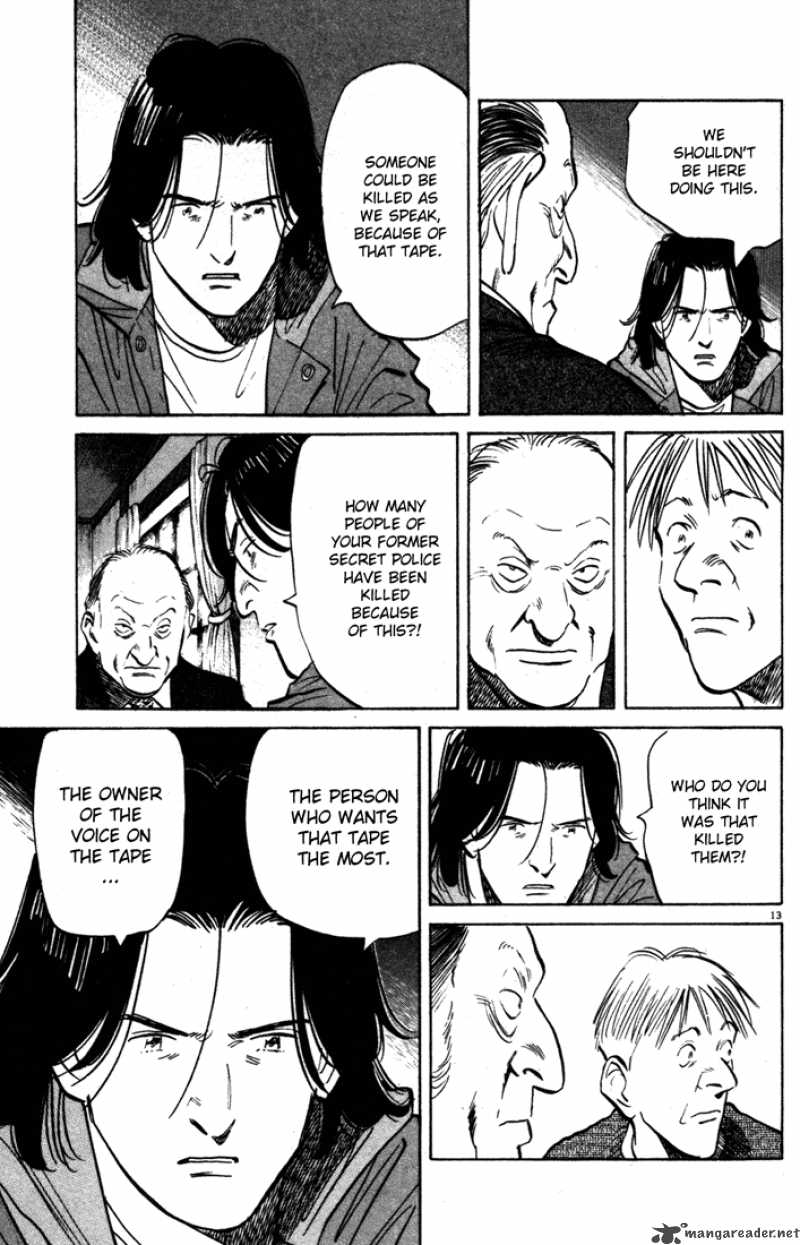 WE
SHOULDN'T
BE HERE
DOING THIS.
SOMEONE
COULD BE
KILLED AS
WE SPEAK,
BECAUSE OF
THAT TAPE.
HOW MANY
PEOPLE OF
YOUR FORMER
SECRET POLICE
HAVE BEEN
KILLED
BECAUSE
OF THIS?!
WHO DO YOU
THINK IT
WAS THAT
KILLED
THEM?!
13
THE PERSON
WHO WANTS
THAT TAPE
THE MOST.
THE OWNER
OF THE
VOICE ON
THE TAPE
...
mangareader.net